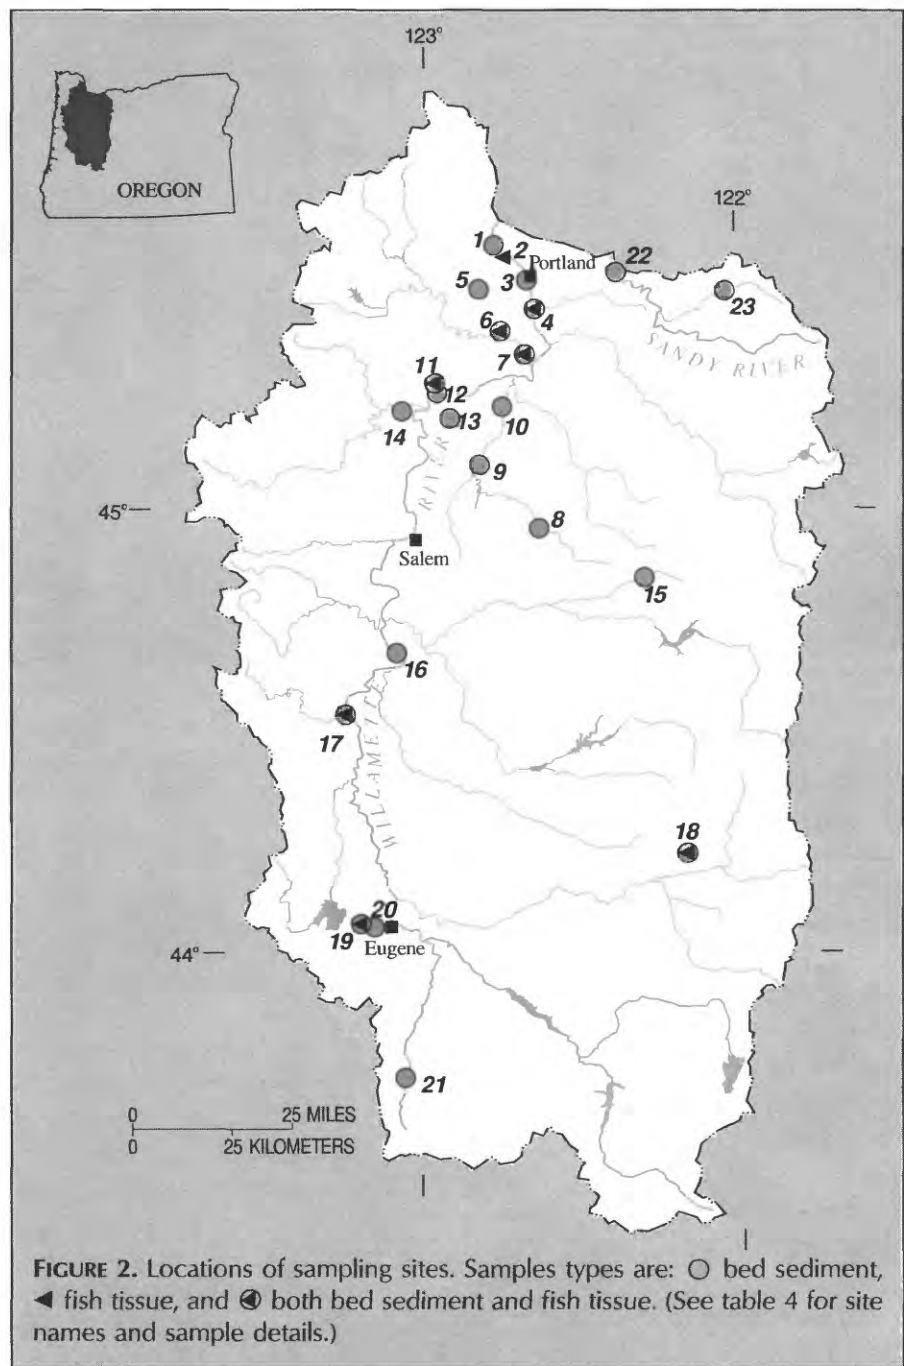 123°
OREGON
122°
1
2
Portland
22
3
5
23
4
6
SANDY RIVER
7
11
12
13
10
14
RIVER
9
45°
8
Salem
15
16
17
WILLAMETTE
18
20
19
Eugene
44°
21
0 25 MILES
0 25 KILOMETERS
FIGURE 2. Locations of sampling sites. Samples types are: ○ bed sediment,
◄ fish tissue, and both bed sediment and fish tissue. (See table 4 for site
names and sample details.)